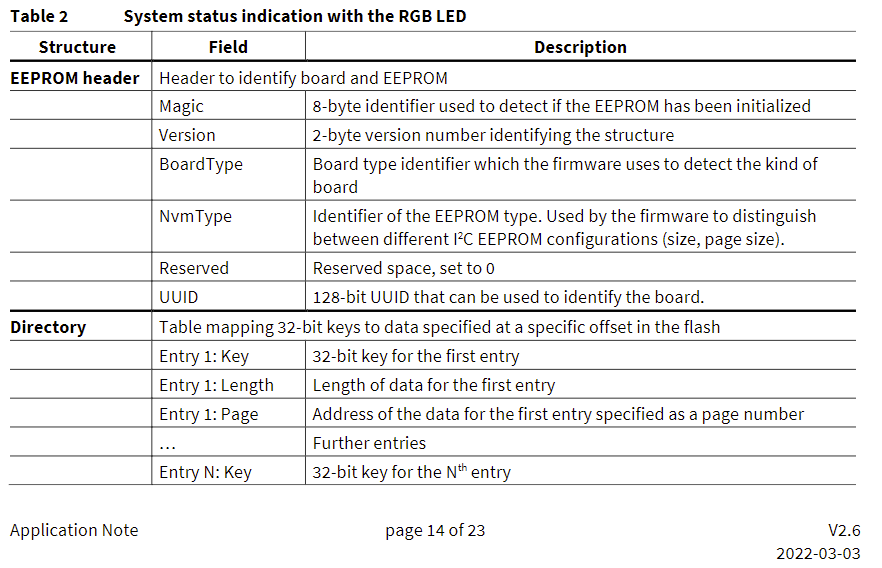 Table 2 System status indication with the RGB LED
Structure Field Description
EEPROM header Header to identify board and EEPROM
Magic 8-byte identifier used to detect if the EEPROM has been initialized
Version 2-byte version number identifying the structure
BoardType Board type identifier which the firmware uses to detect the kind of
board
NvmType Identifier of the EEPROM type. Used by the firmware to distinguish
between different I²C EEPROM configurations (size, page size).
Reserved Reserved space, set to 0
UUID 128-bit UUID that can be used to identify the board.
Directory Table mapping 32-bit keys to data specified at a specific offset in the flash
Entry 1: Key 32-bit key for the first entry
Entry 1: Length Length of data for the first entry
Entry 1: Page Address of the data for the first entry specified as a page number
… Further entries
Entry N: Key 32-bit key for the Nth entry
Application Note page 14 of 23 V2.6
2022-03-03